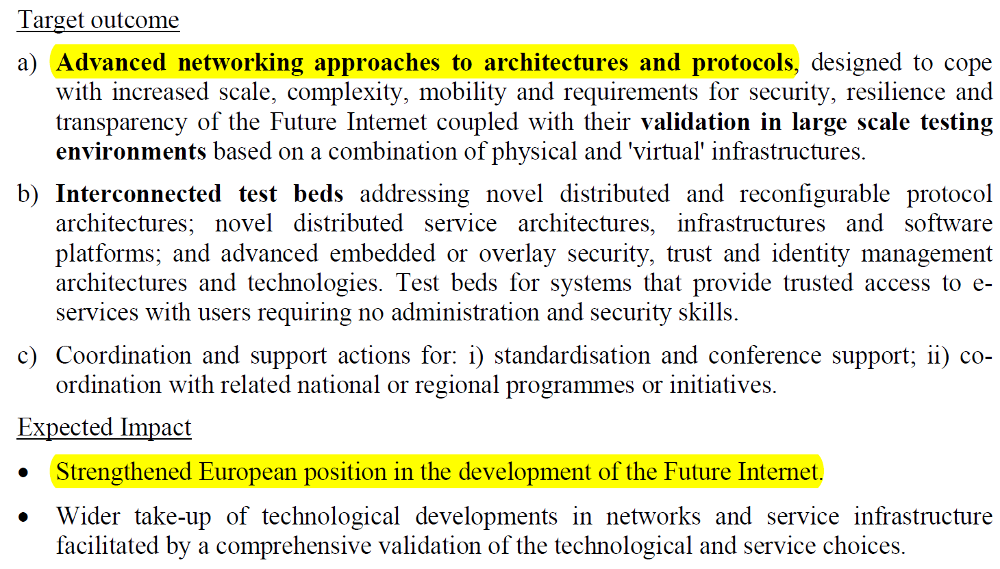 Target outcome
a) Advanced networking approaches to architectures and protocols, designed to cope
with increased scale, complexity, mobility and requirements for security, resilience and
transparency of the Future Internet coupled with their validation in large scale testing
environments based on a combination of physical and 'virtual' infrastructures.
b) Interconnected test beds addressing novel distributed and reconfigurable protocol
architectures; novel distributed service architectures, infrastructures and software
platforms; and advanced embedded or overlay security, trust and identity management
architectures and technologies. Test beds for systems that provide trusted access to e-
services with users requiring no administration and security skills.
c) Coordination and support actions for: i) standardisation and conference support; ii) co-
ordination with related national or regional programmes or initiatives.
Expected Impact
• Strengthened European position in the development of the Future Internet.
• Wider take-up of technological developments in networks and service infrastructure
facilitated by a comprehensive validation of the technological and service choices.